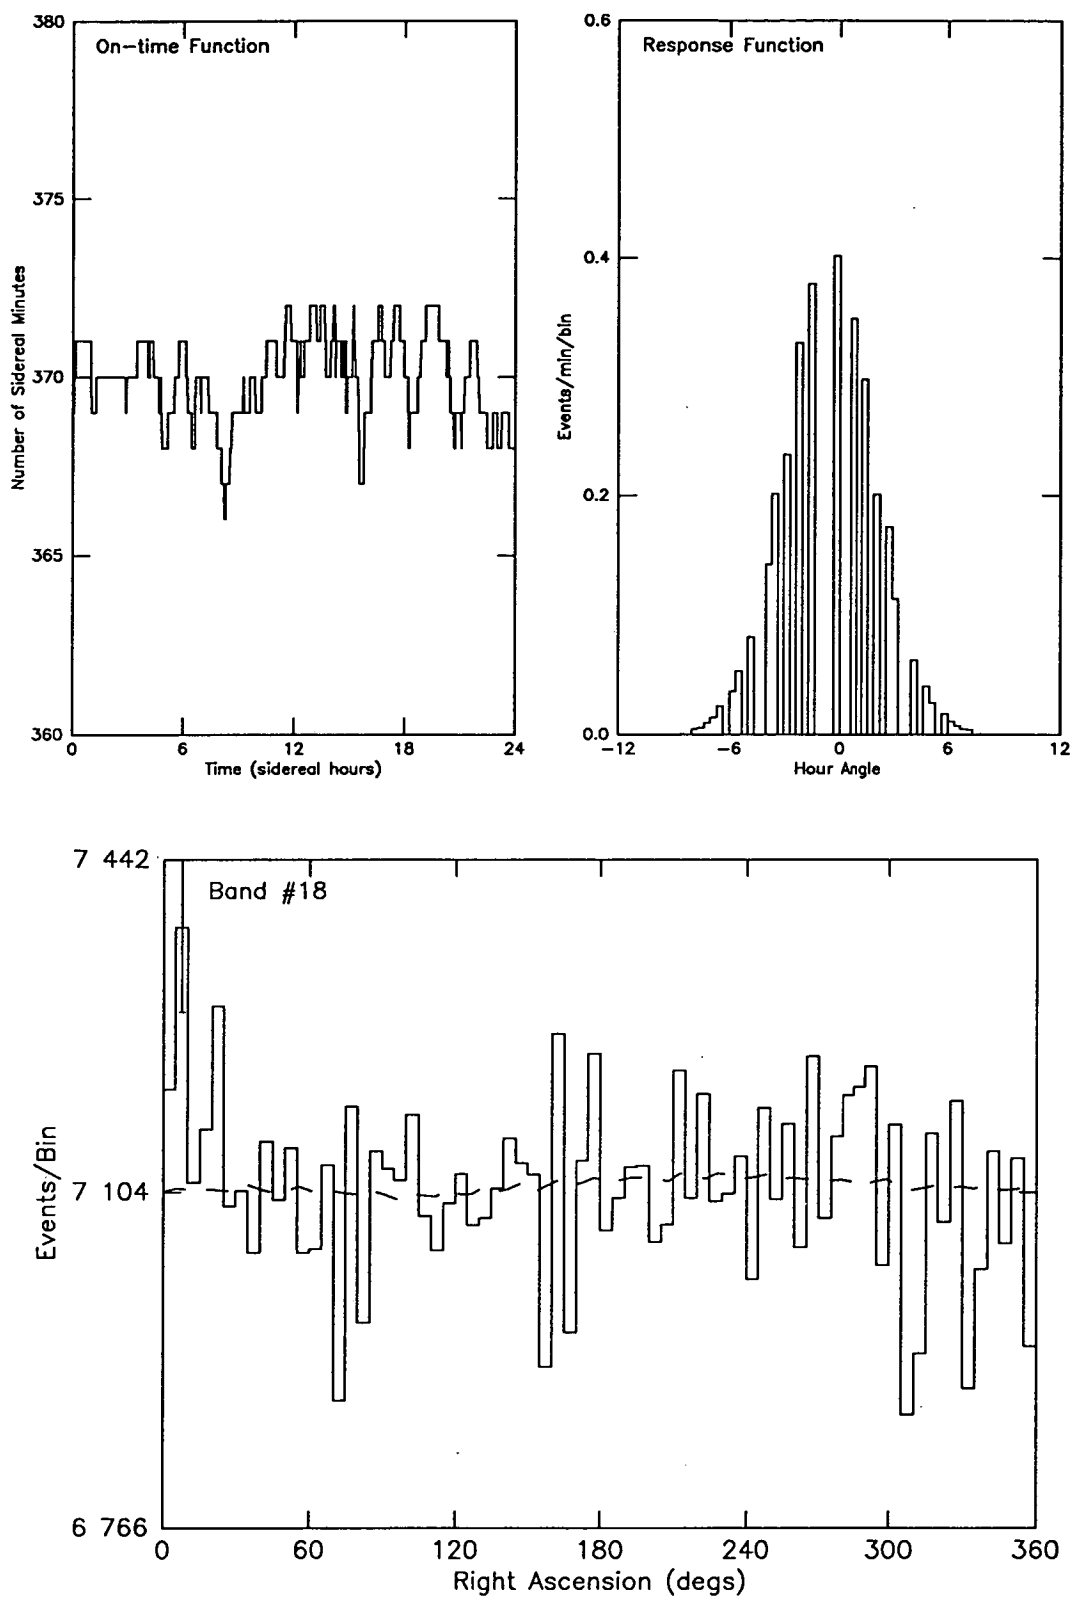 On-time Function
380
375
370
365
360
0 6 12 18 24
Number of Sidereal Minutes
Time (sidereal hours)
Response Function
0.6
0.4
0.2
0.0
-12 -6 0 6 12
Events/min/bin
Hour Angle
Band #18
7 442
7 104
6 766
0 60 120 180 240 300 360
Events/Bin
Right Ascension (degs)